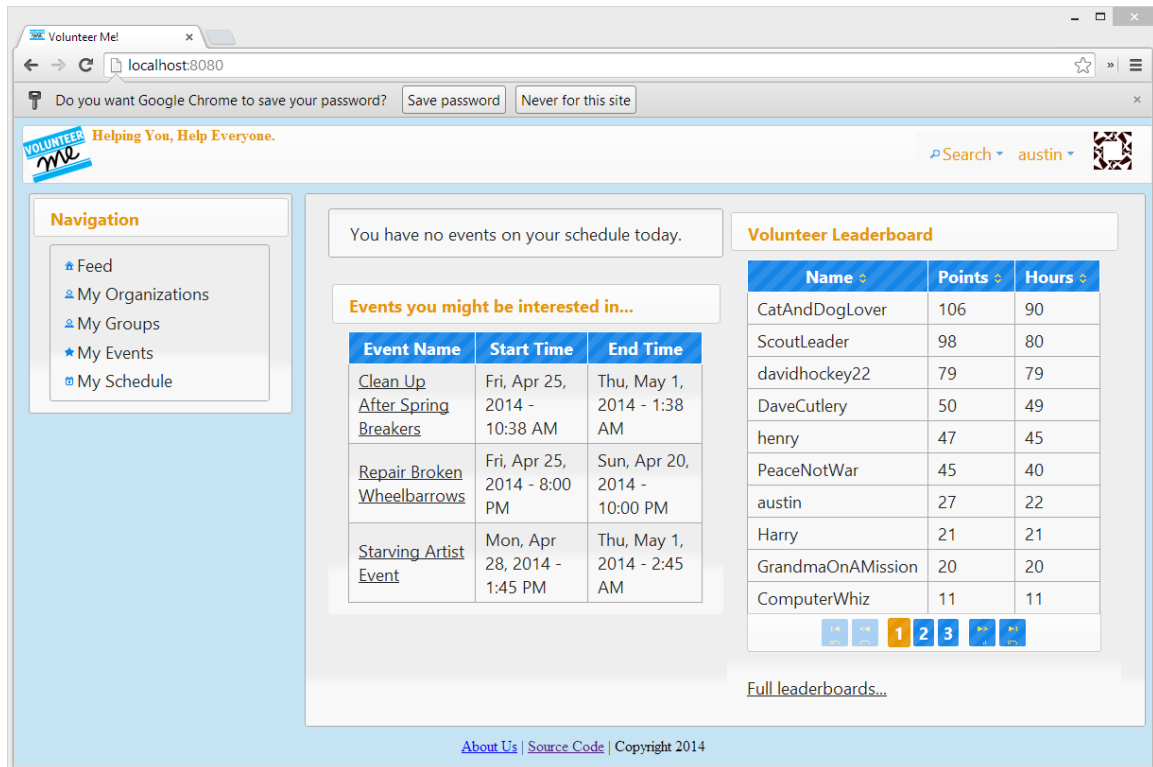 Volunteer Me!
localhost:8080
Do you want Google Chrome to save your password? Save password Never for this site
VOLUNTEER
me
Helping You, Help Everyone.
Search austin
Navigation
Feed
My Organizations
My Groups
My Events
My Schedule
You have no events on your schedule today.
Events you might be interested in...
Event Name Start Time End Time
Clean Up Fri, Apr 25, Thu, May 1,
After Spring 2014 - 2014 - 1:38
Breakers 10:38 AM AM
Repair Broken Fri, Apr 25, Sun, Apr 20,
Wheelbarrows 2014 - 8:00 2014 -
PM 10:00 PM
Starving Artist Mon, Apr Thu, May 1,
Event 28, 2014 - 2014 - 2:45
1:45 PM AM
Volunteer Leaderboard
Name Points Hours
CatAndDogLover 106 90
ScoutLeader 98 80
davidhockey22 79 79
DaveCutlery 50 49
henry 47 45
PeaceNotWar 45 40
austin 27 22
Harry 21 21
GrandmaOnAMission 20 20
ComputerWhiz 11 11
1 2 3
Full leaderboards...
About Us | Source Code | Copyright 2014